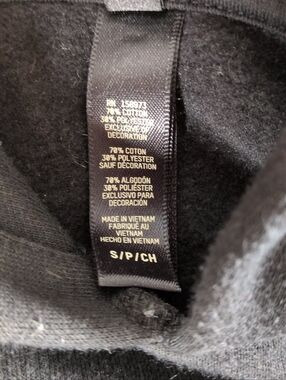 RN 158973
70% COTTON
30% POLYESTER
EXCLUSIVE OF
DECORATION
70% COTON
30% POLYESTER
SAUF DÉCORATION
70% ALGODÓN
30% POLIÉSTER
EXCLUSIVO PARA
DECORACIÓN
MADE IN VIETNAM
FABRIQUÉ AU
VIETNAM
HECHO EN VIETNAM
S/P/CH